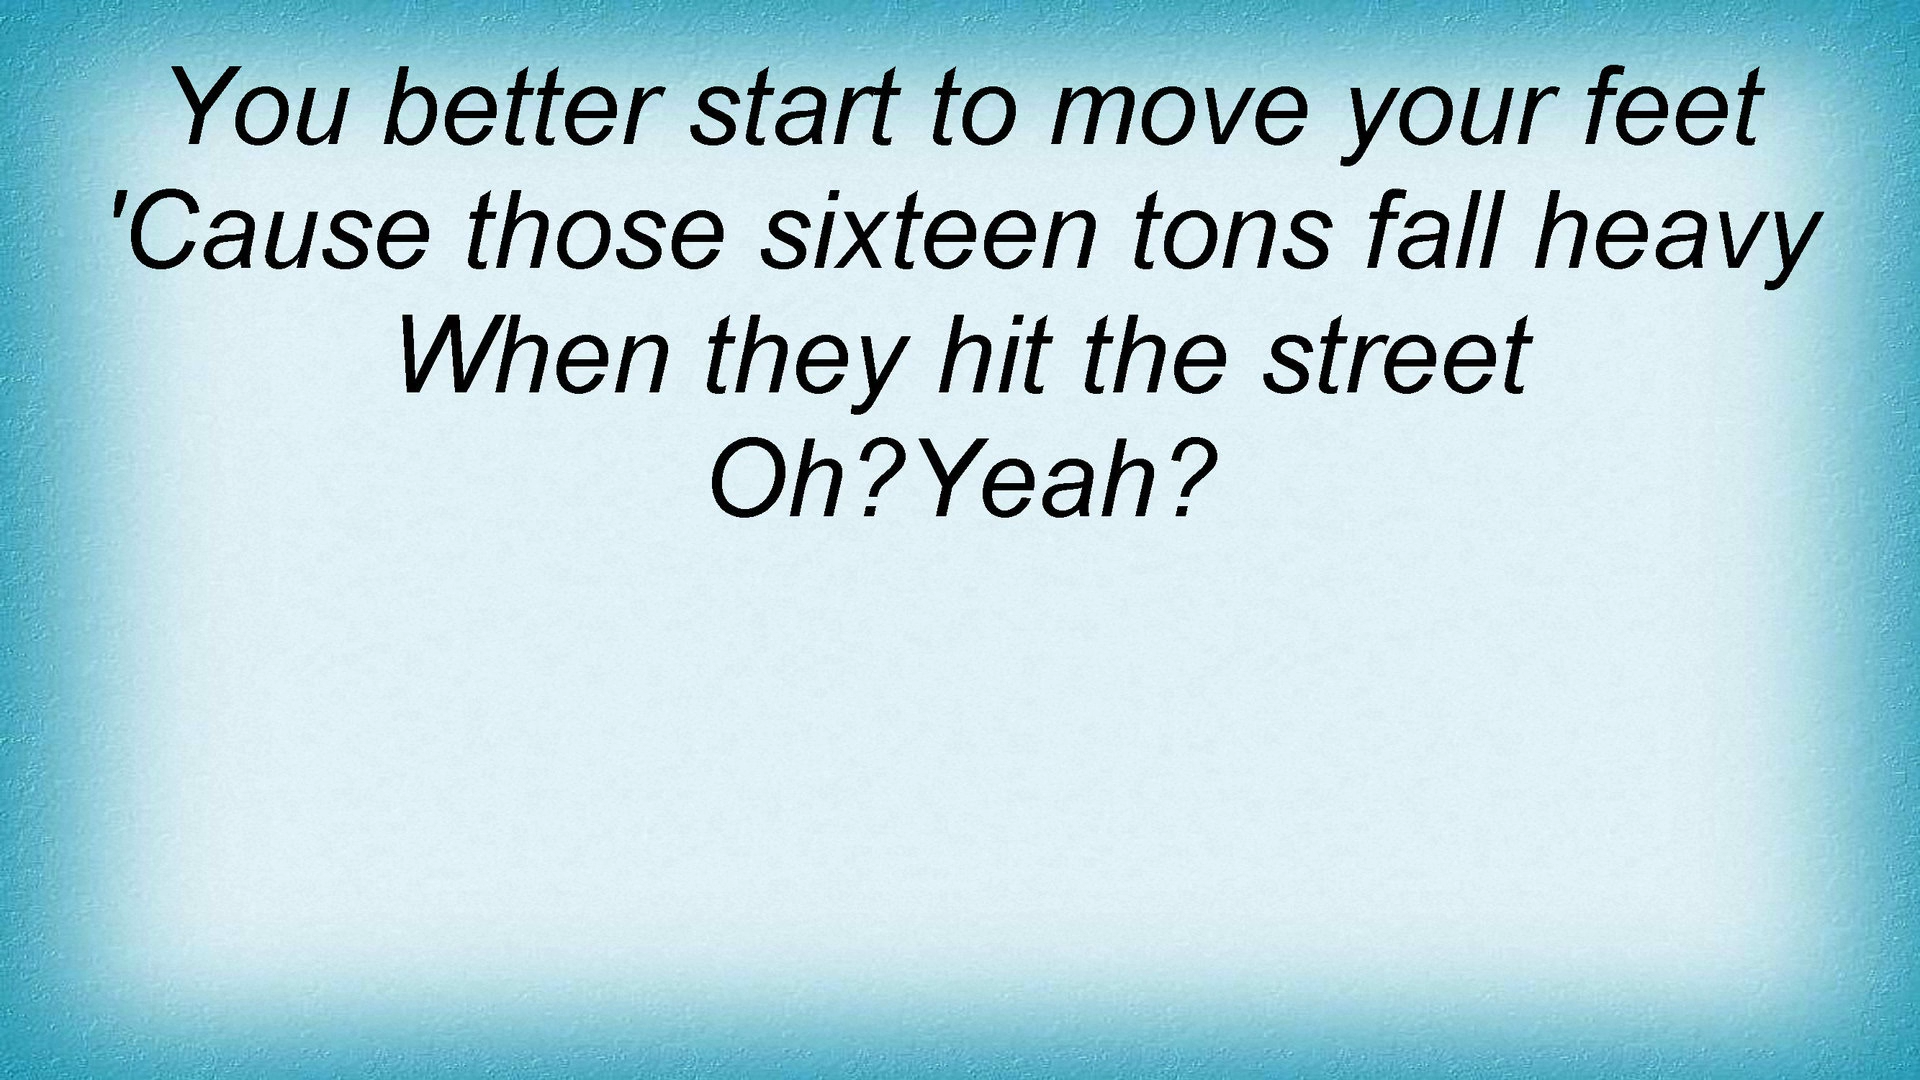 You better start to move your feet
'Cause those sixteen tons fall heavy
When they hit the street
Oh?Yeah?